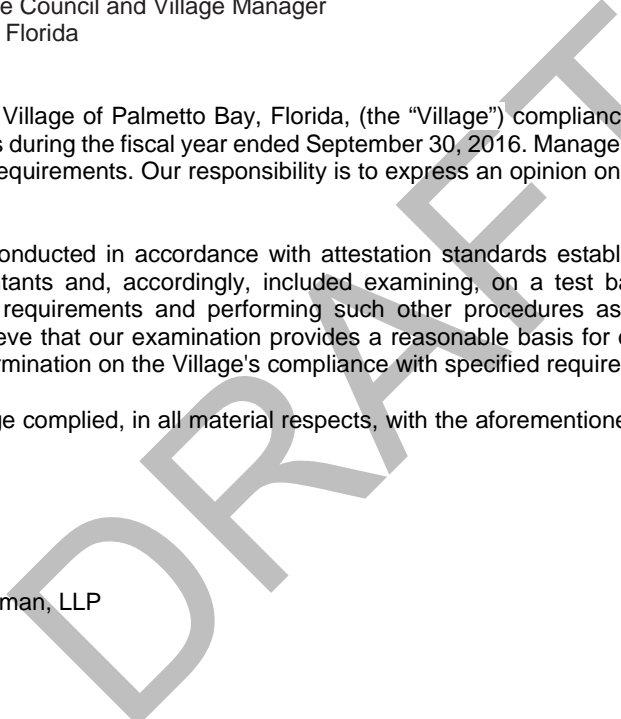 e Council and Village Manager
Florida
Village of Palmetto Bay, Florida, (the “Village”) complianc
s during the fiscal year ended September 30, 2016. Manage
equirements. Our responsibility is to express an opinion on
onducted in accordance with attestation standards establ
tants and, accordingly, included examining, on a test ba
requirements and performing such other procedures as
eve that our examination provides a reasonable basis for
rmination on the Village's compliance with specified require
ge complied, in all material respects, with the aforementione
man, LLP
DRAFT